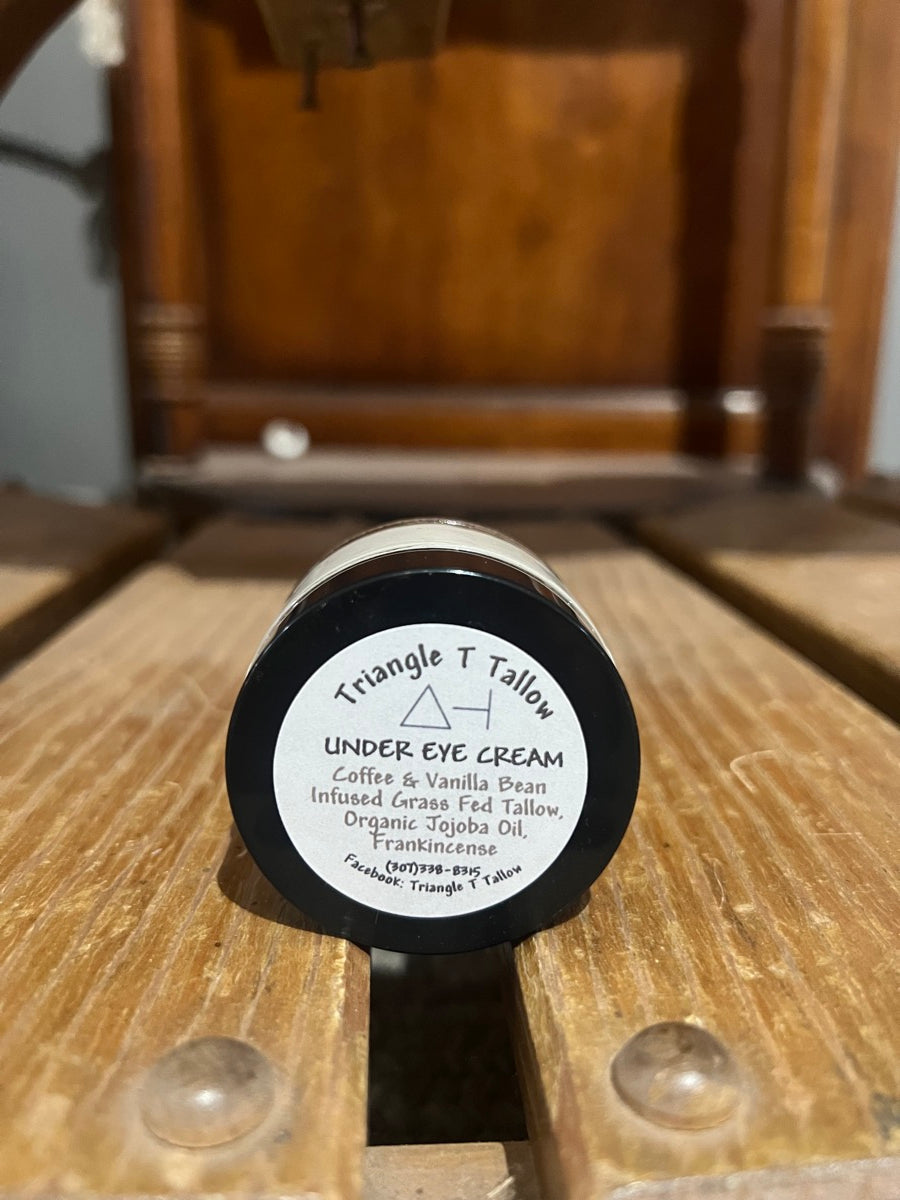 Triangle T Tallow
UNDER EYE CREAM
Coffee & Vanilla Bean
Infused Grass Fed Tallow,
Organic Jojoba Oil,
Frankincense
(307)338-8315
Facebook: Triangle T Tallow